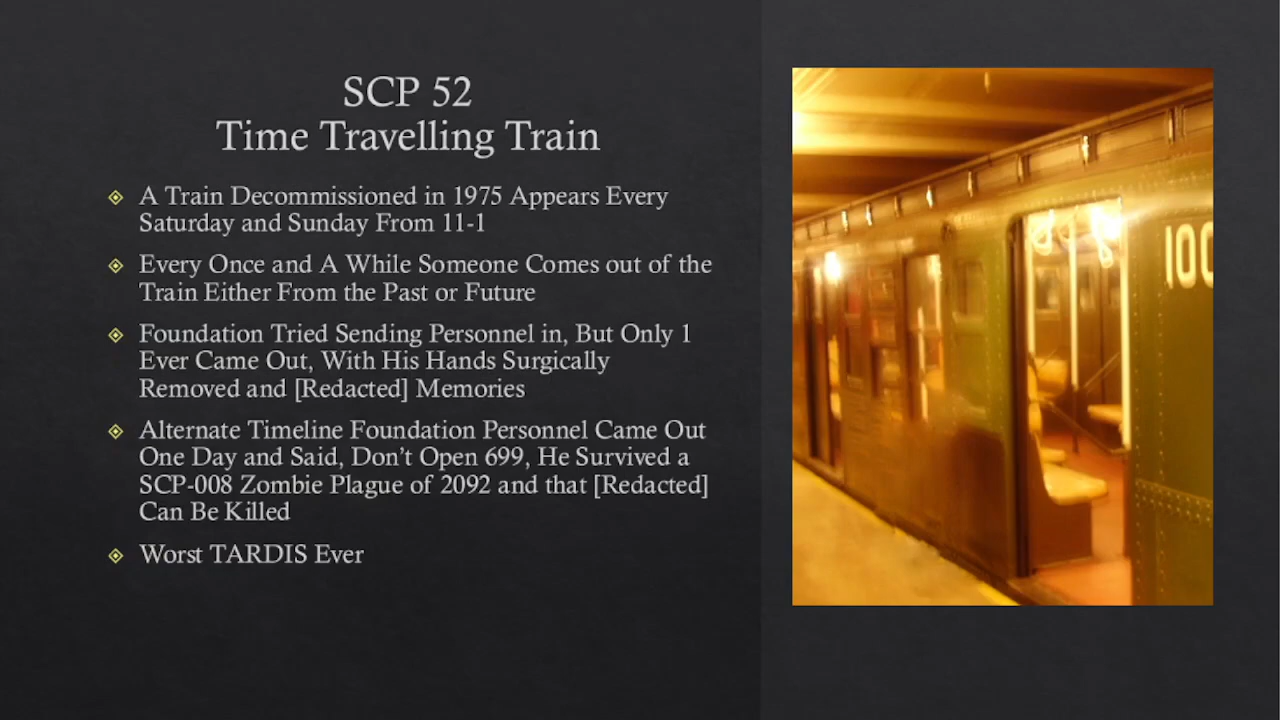 SCP 52
Time Travelling Train
A Train Decommissioned in 1975 Appears Every
Saturday and Sunday From 11-1
Every Once and A While Someone Comes out of the
Train Either From the Past or Future
Foundation Tried Sending Personnel in, But Only 1
Ever Came Out, With His Hands Surgically
Removed and [Redacted] Memories
Alternate Timeline Foundation Personnel Came Out
One Day and Said, Don't Open 699, He Survived a
SCP-008 Zombie Plague of 2092 and that [Redacted]
Can Be Killed
Worst TARDIS Ever